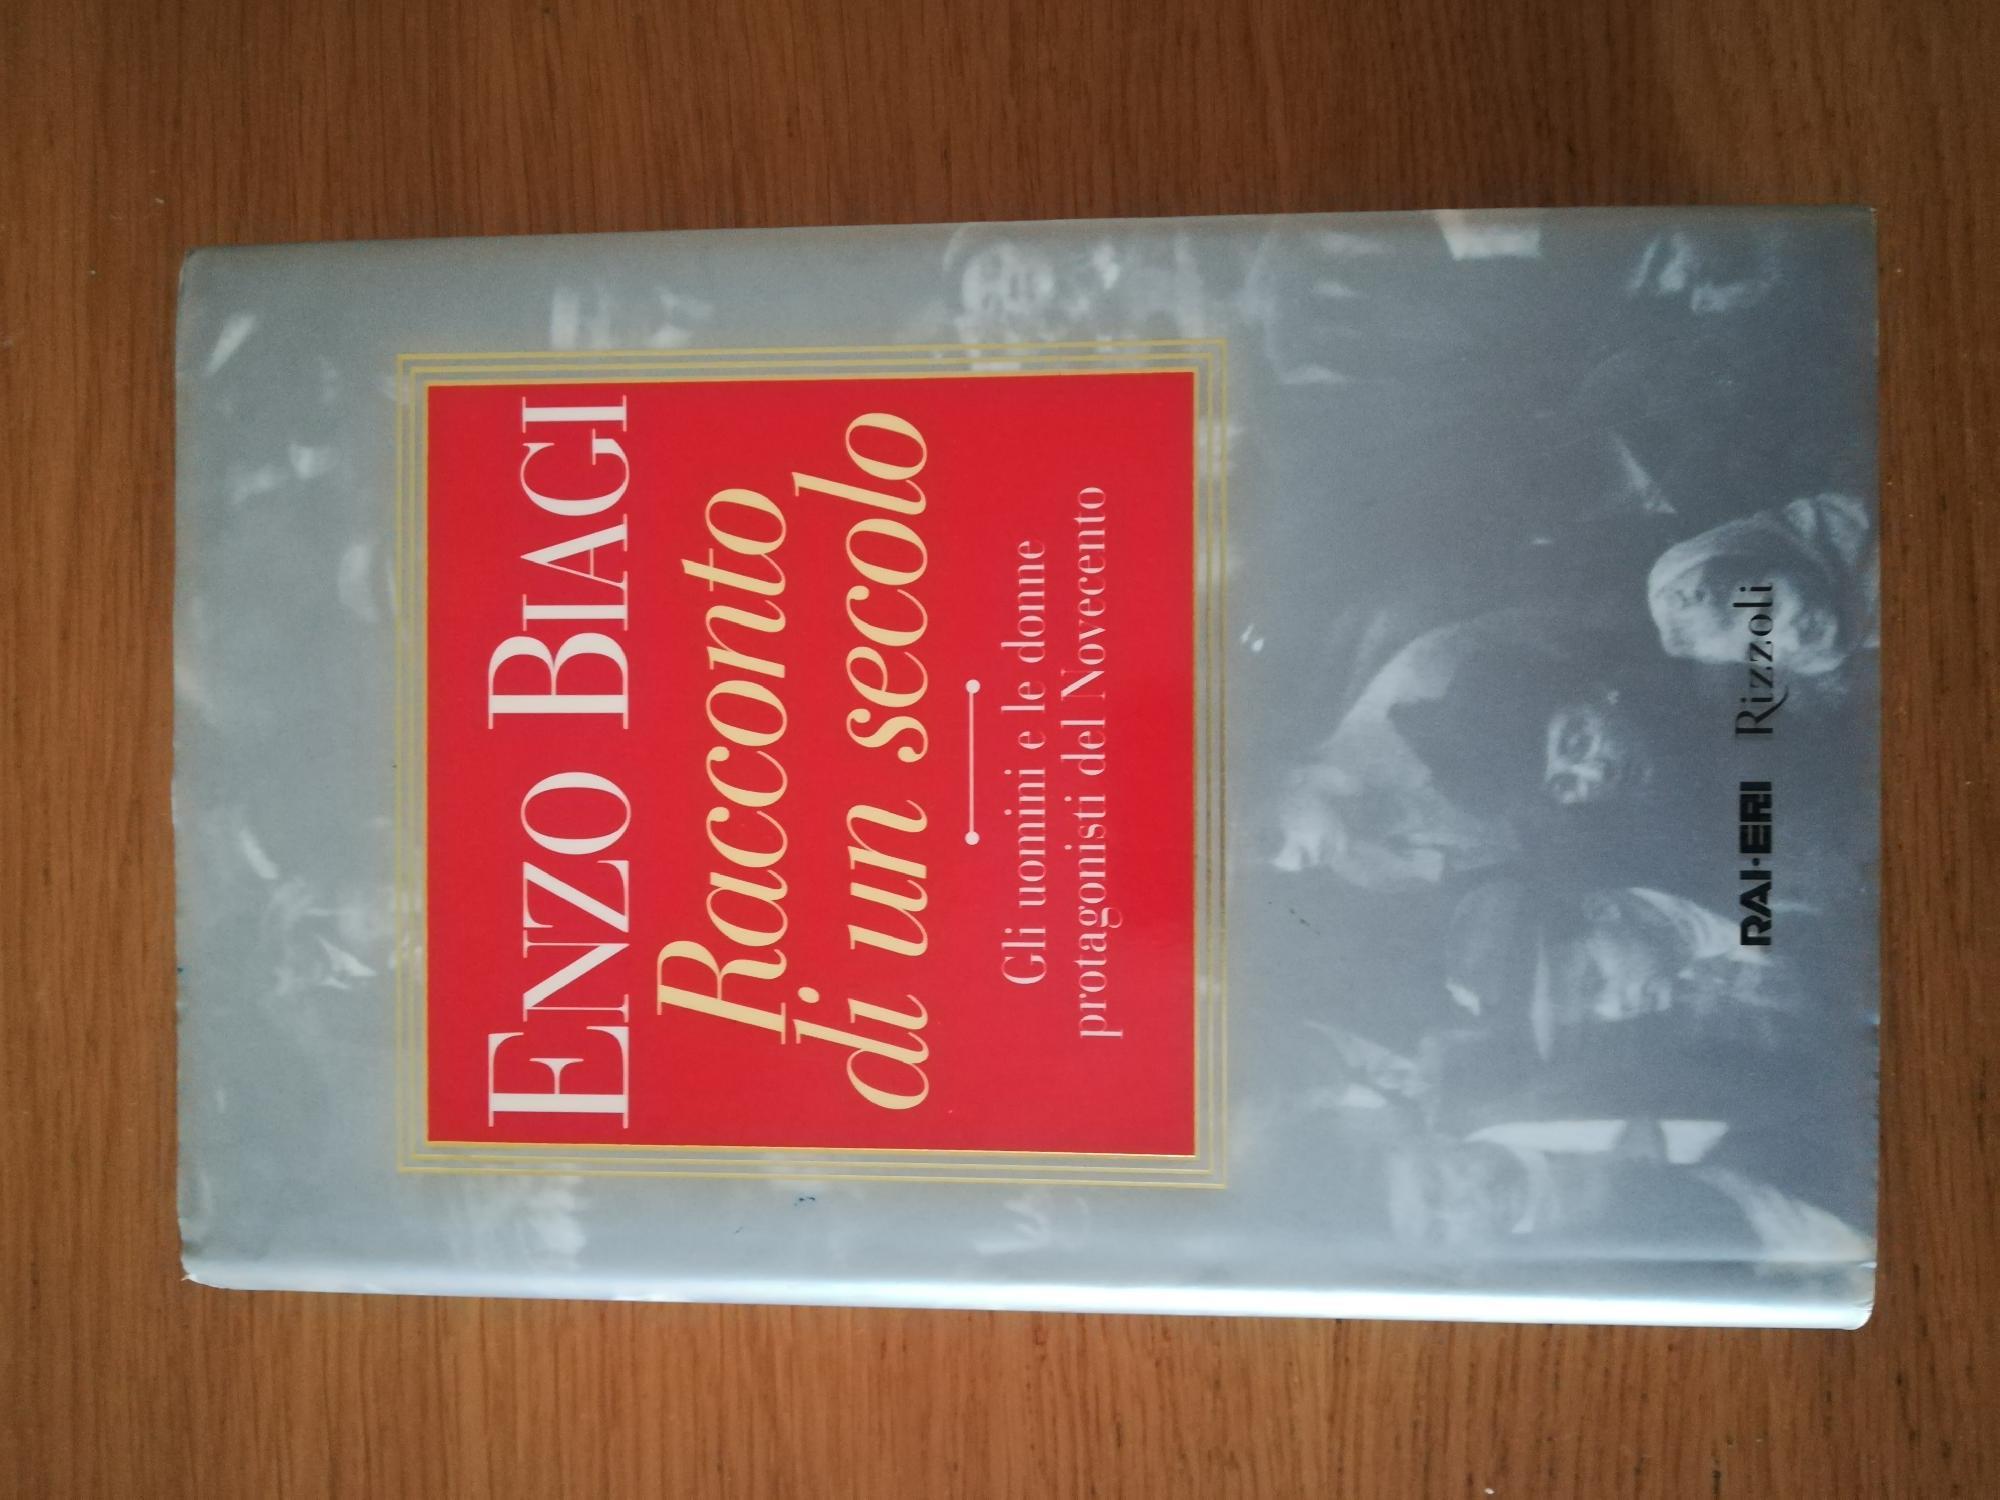 ENZO BIAGI
Racconto
di un secolo
Gli uomini e le donne
protagonisti del Novecento
RAI·ERI Rizzoli